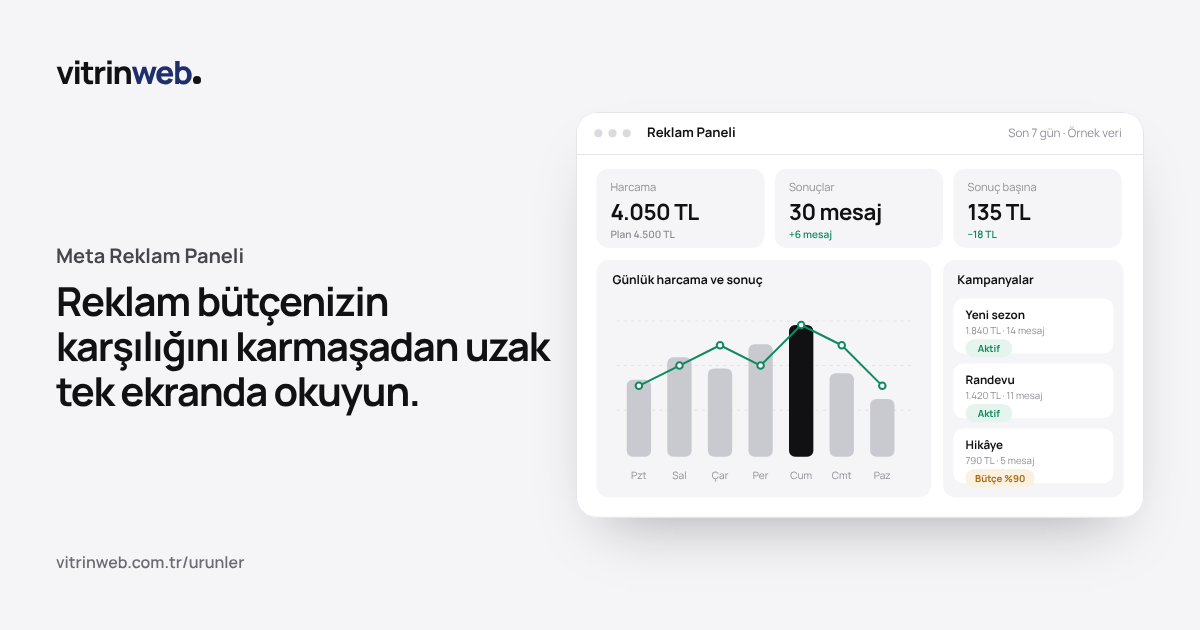 vitrinweb.
Meta Reklam Paneli
Reklam bütçenizin
karşılığını karmaşadan uzak
tek ekranda okuyun.
vitrinweb.com.tr/urunler
Reklam Paneli
Son 7 gün · Örnek veri
Harcama
4.050 TL
Plan 4.500 TL
Sonuçlar
30 mesaj
+6 mesaj
Sonuç başına
135 TL
−18 TL
Günlük harcama ve sonuç
Pzt Sal Çar Per Cum Cmt Paz
Kampanyalar
Yeni sezon
1.840 TL · 14 mesaj
Aktif
Randevu
1.420 TL · 11 mesaj
Aktif
Hikâye
790 TL · 5 mesaj
Bütçe %90